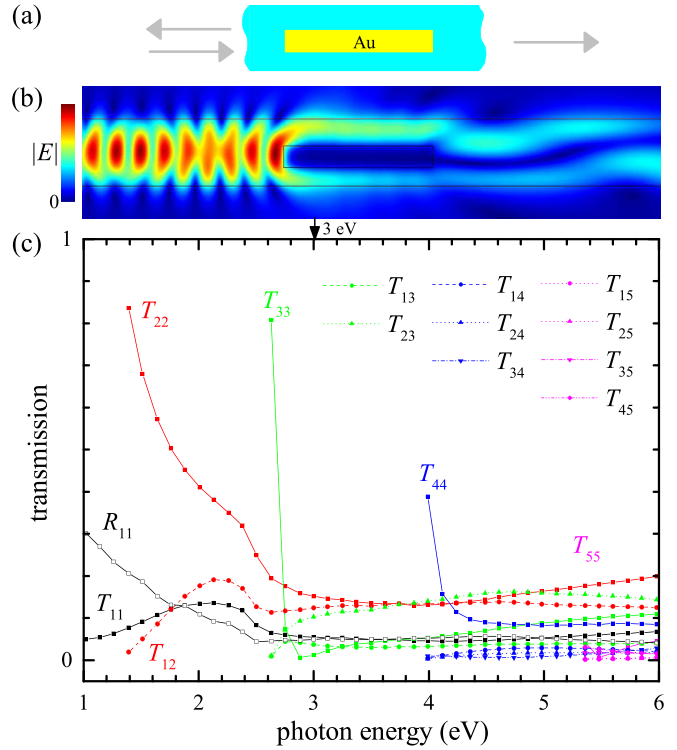 (a)
Au
(b)
|E|
0
3 eV
(c)
1
T₃₃
T₁₃
T₁₄
T₁₅
T₂₂
T₂₃
T₂₄
T₂₅
T₃₄
T₃₅
T₄₅
transmission
T₄₄
R₁₁
T₅₅
T₁₁
T₁₂
0
1 2 3 4 5 6
photon energy (eV)